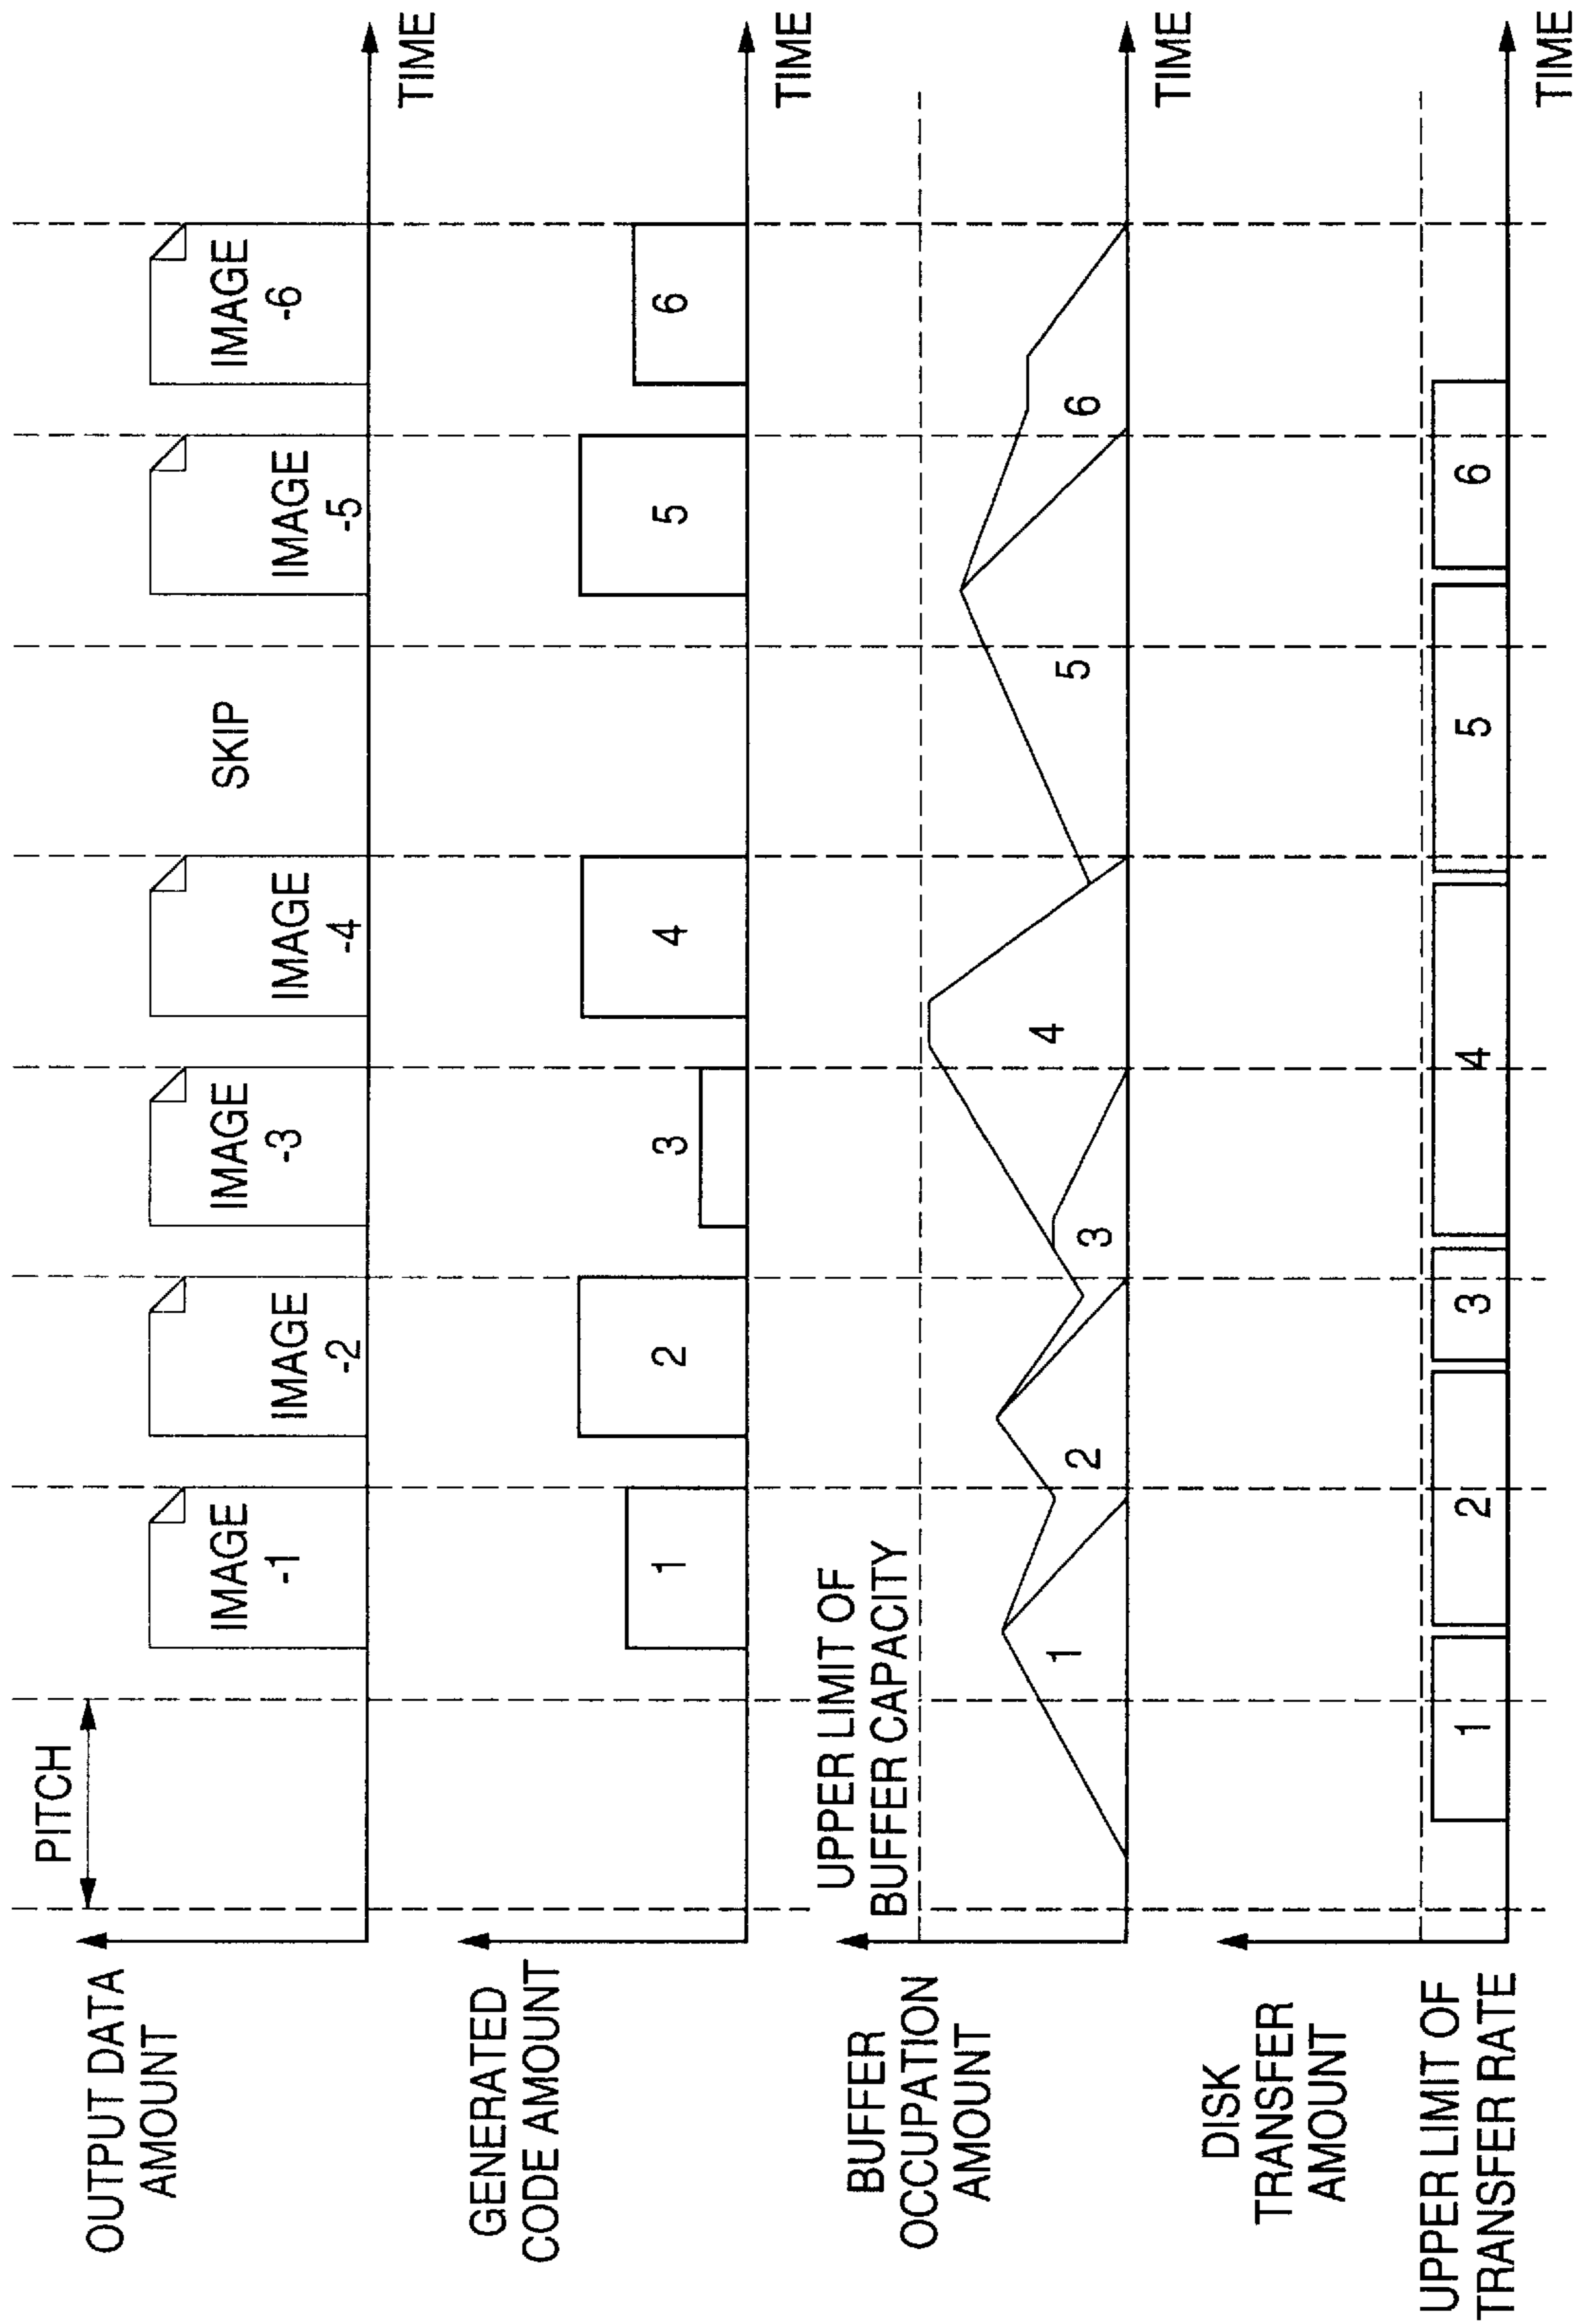 PITCH
OUTPUT DATA
AMOUNT
IMAGE
-1
IMAGE
-2
IMAGE
-3
IMAGE
-4
SKIP
IMAGE
-5
IMAGE
-6
TIME
GENERATED
CODE AMOUNT
1
2
3
4
5
6
TIME
UPPER LIMIT OF
BUFFER CAPACITY
BUFFER
OCCUPATION
AMOUNT
1
2
3
4
5
6
TIME
DISK
TRANSFER
AMOUNT
UPPER LIMIT OF
TRANSFER RATE
1
2
3
4
5
6
TIME